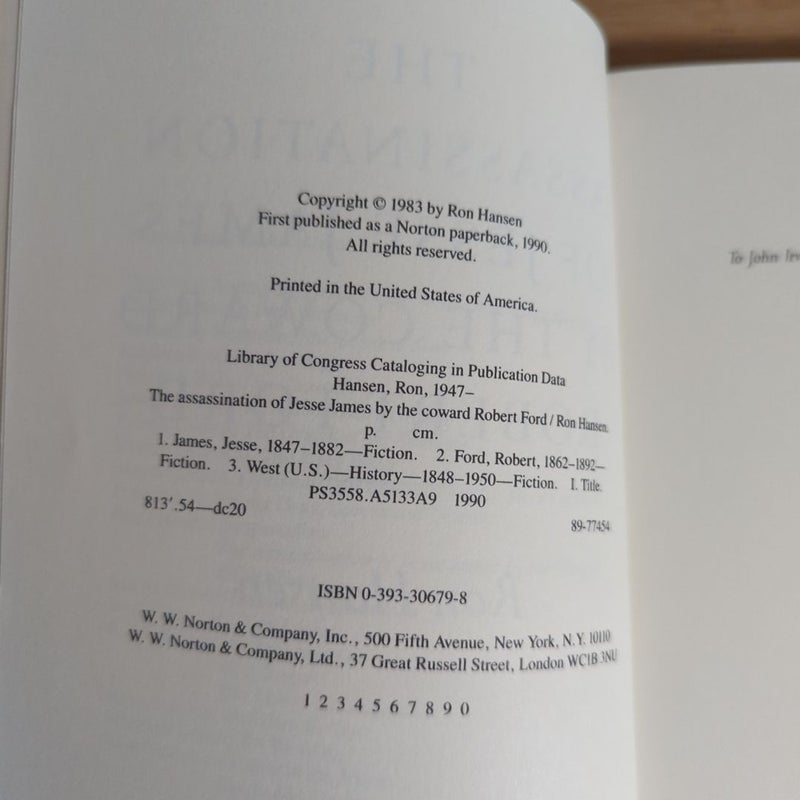 Copyright © 1983 by Ron Hansen
First published as a Norton paperback, 1990.
All rights reserved.
Printed in the United States of America.
Library of Congress Cataloging in Publication Data
Hansen, Ron, 1947–
The assassination of Jesse James by the coward Robert Ford / Ron Hansen.
p. cm.
1. James, Jesse, 1847–1882—Fiction. 2. Ford, Robert, 1862–1892—
Fiction. 3. West (U.S.)—History—1848–1950—Fiction. I. Title.
PS3558.A5133A9 1990
813'.54—dc20
89-77454
ISBN 0-393-30679-8
W. W. Norton & Company, Inc., 500 Fifth Avenue, New York, N.Y. 10110
W. W. Norton & Company, Ltd., 37 Great Russell Street, London WC1B 3NU
1 2 3 4 5 6 7 8 9 0
To John